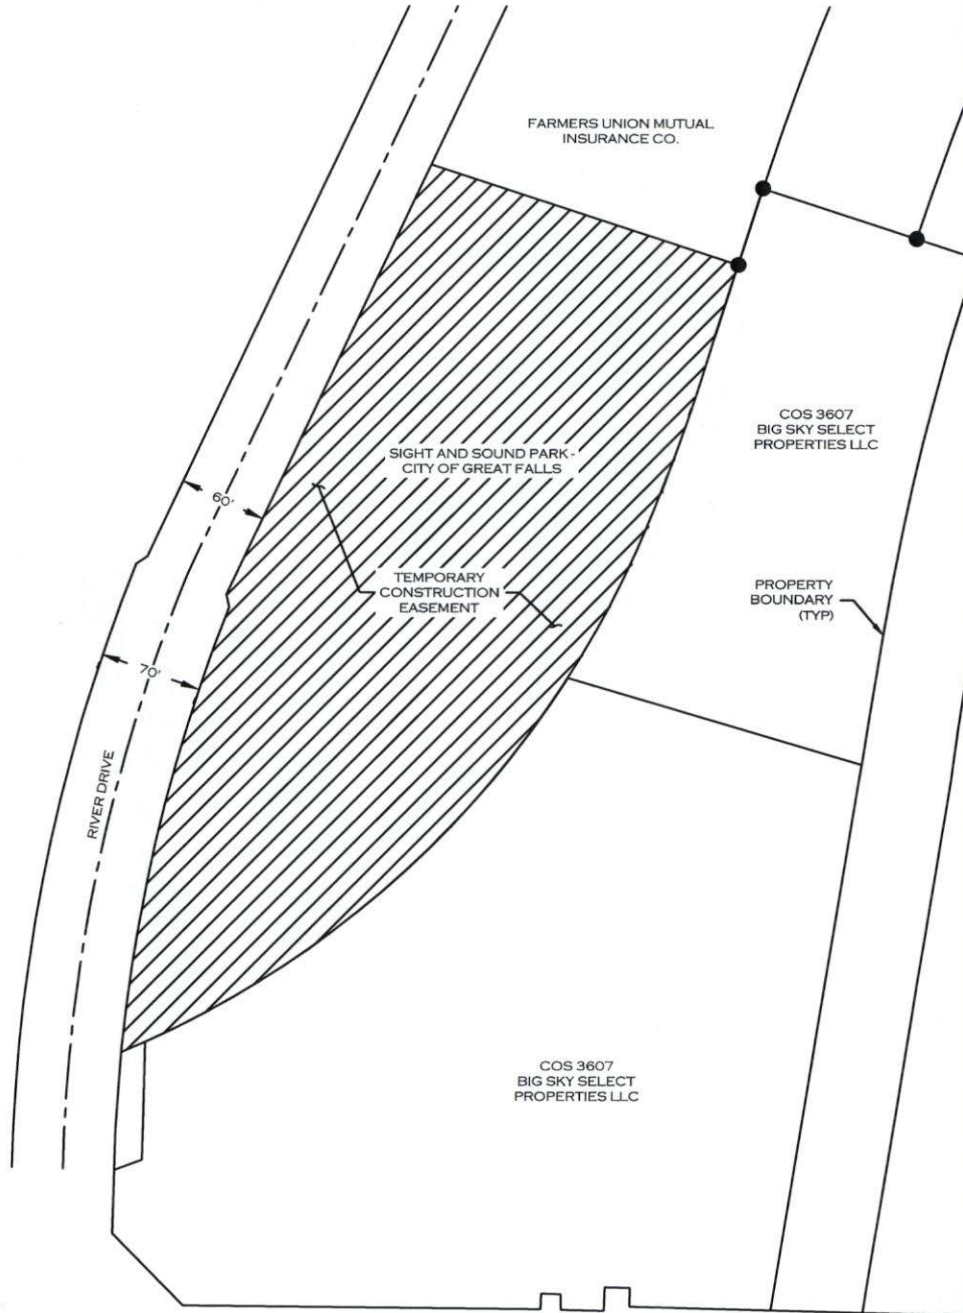 FARMERS UNION MUTUAL
INSURANCE CO.
COS 3607
BIG SKY SELECT
PROPERTIES LLC
SIGHT AND SOUND PARK -
CITY OF GREAT FALLS
60'
TEMPORARY
CONSTRUCTION
EASEMENT
PROPERTY
BOUNDARY
(TYP)
70'
RIVER DRIVE
COS 3607
BIG SKY SELECT
PROPERTIES LLC